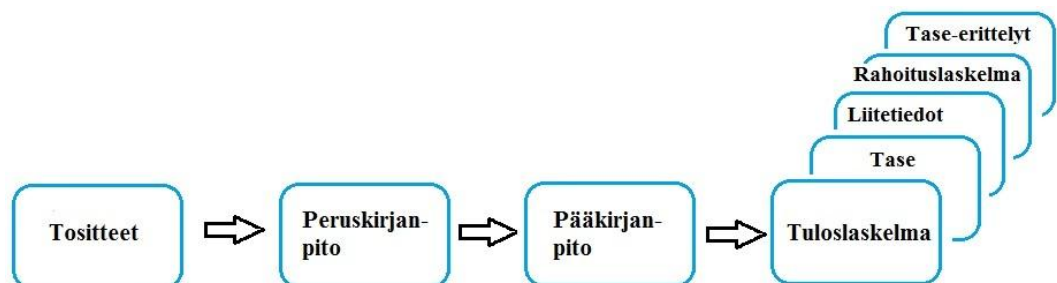 Tase-erittelyt
Rahoituslaskelma
Liitetiedot
Tase
Tositteet
Peruskirjan-
pito
Pääkirjan-
pito
Tuloslaskelma